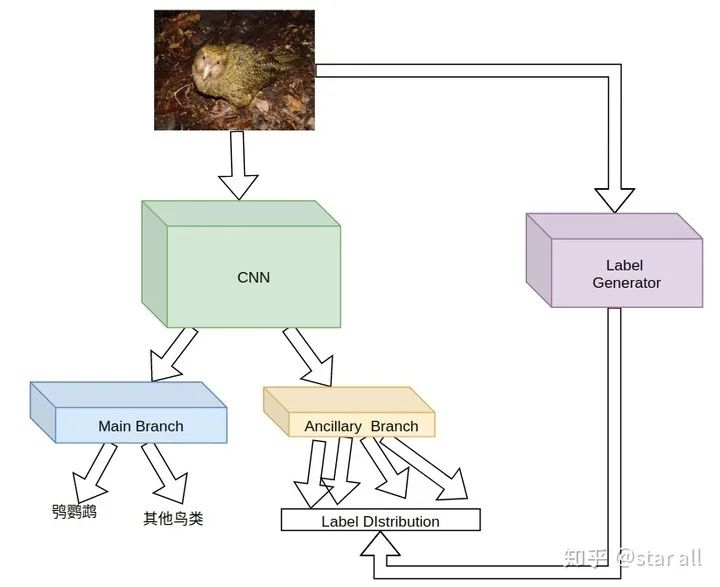 CNN
Label
Generator
Main Branch
Ancillary Branch
鸮鹦鹉
其他鸟类
Label DIstribution
知乎 @star all